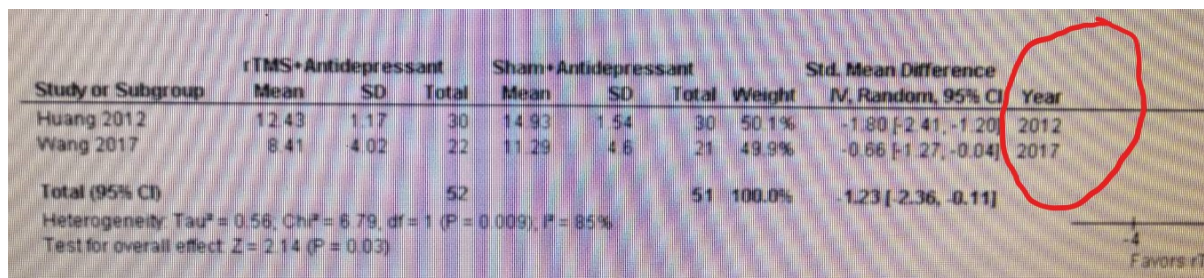 rTMS+Antidepressant Sham+Antidepressant Std. Mean Difference
Study or Subgroup Mean SD Total Mean SD Total Weight IV, Random, 95% CI Year
Huang 2012 12.43 1.17 30 14.93 1.54 30 50.1% -1.80 [-2.41, -1.20] 2012
Wang 2017 8.41 4.02 22 11.29 4.6 21 49.9% -0.66 [-1.27, -0.04] 2017
Total (95% CI) 52 51 100.0% -1.23 [-2.36, -0.11]
Heterogeneity: Tau² = 0.56; Chi² = 6.79, df = 1 (P = 0.009); I² = 85%
Test for overall effect: Z = 2.14 (P = 0.03)
-4
Favors